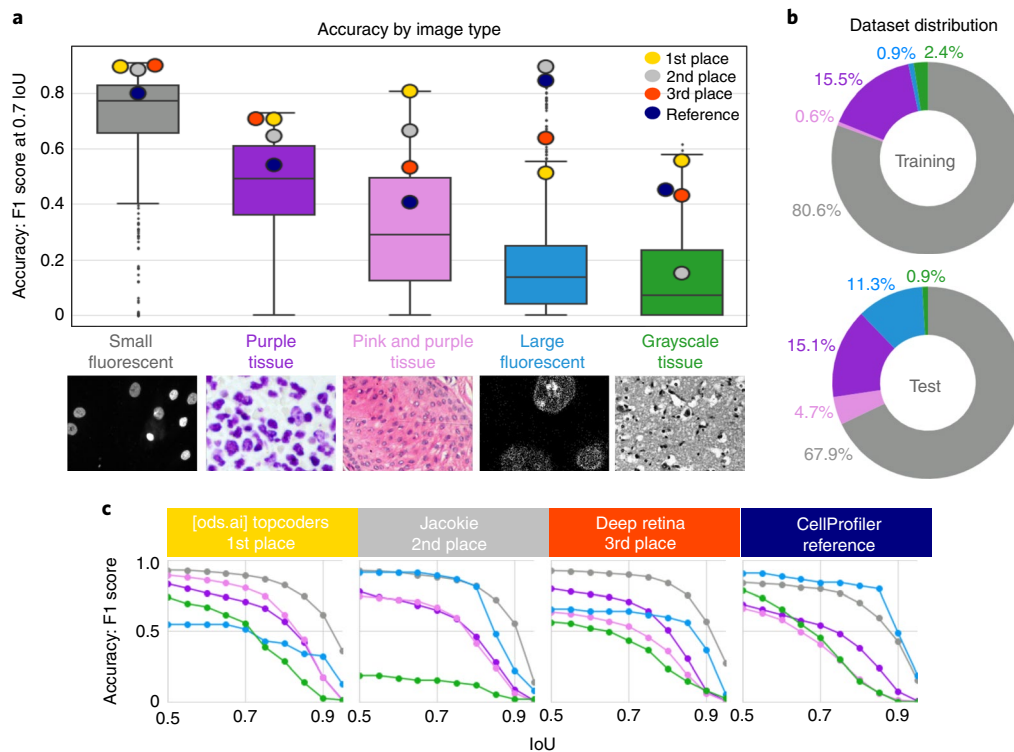 a
Accuracy by image type
Accuracy: F1 score at 0.7 IoU
0.8
0.6
0.4
0.2
0
1st place
2nd place
3rd place
Reference
Small
fluorescent
Purple
tissue
Pink and purple
tissue
Large
fluorescent
Grayscale
tissue
b
Dataset distribution
0.9%
2.4%
15.5%
0.6%
80.6%
Training
0.9%
11.3%
15.1%
4.7%
67.9%
Test
c
[ods.ai] topcoders
1st place
Jacokie
2nd place
Deep retina
3rd place
CellProfiler
reference
Accuracy: F1 score
1.0
0.5
0
0.5 0.7 0.9
0.5 0.7 0.9
0.5 0.7 0.9
0.5 0.7 0.9
IoU